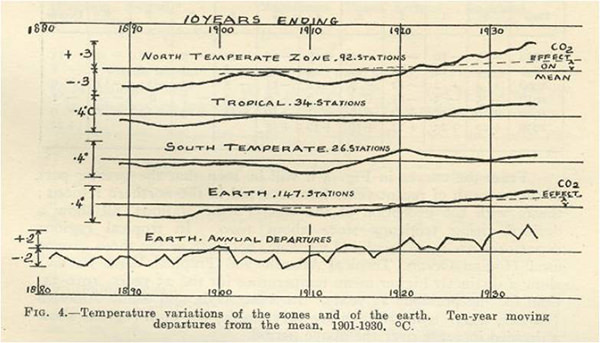 10 YEARS ENDING
1880 1890 1900 1910 1920 1930
+ .3
NORTH TEMPERATE ZONE. 92. STATIONS
CO2
EFFECT
ON
MEAN
-.3
TROPICAL. 34. STATIONS
.4°C
SOUTH TEMPERATE. 26. STATIONS
.4°
EARTH. 147. STATIONS
CO2
EFFECT
.4°
EARTH. ANNUAL DEPARTURES
+.2
-.2
1880 1890 1900 1910 1920 1930
FIG. 4.—Temperature variations of the zones and of the earth. Ten-year moving
departures from the mean, 1901-1930, °C.